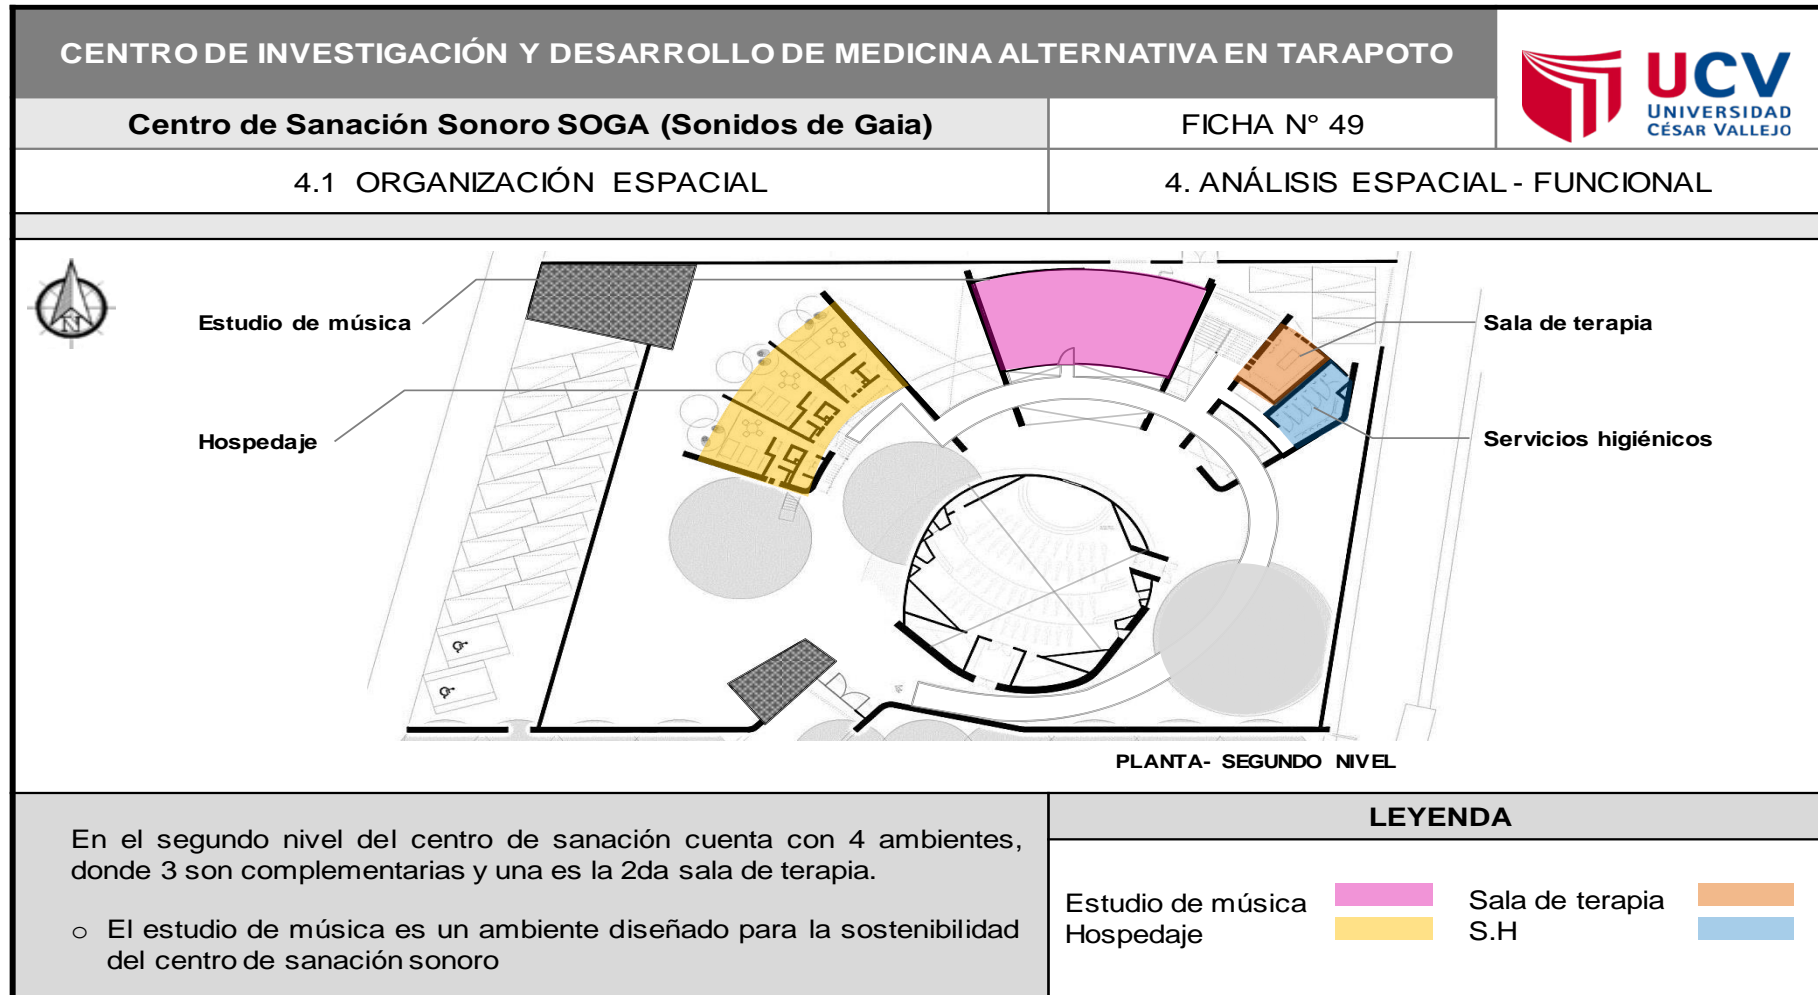 CENTRO DE INVESTIGACIÓN Y DESARROLLO DE MEDICINA ALTERNATIVA EN TARAPOTO
UCV
UNIVERSIDAD
CÉSAR VALLEJO
Centro de Sanación Sonoro SOGA (Sonidos de Gaia)
FICHA N° 49
4.1 ORGANIZACIÓN ESPACIAL
4. ANÁLISIS ESPACIAL - FUNCIONAL
N
Estudio de música
Sala de terapia
Hospedaje
Servicios higiénicos
PLANTA- SEGUNDO NIVEL
En el segundo nivel del centro de sanación cuenta con 4 ambientes,
donde 3 son complementarias y una es la 2da sala de terapia.
o El estudio de música es un ambiente diseñado para la sostenibilidad
del centro de sanación sonoro
LEYENDA
Estudio de música
Sala de terapia
Hospedaje
S.H